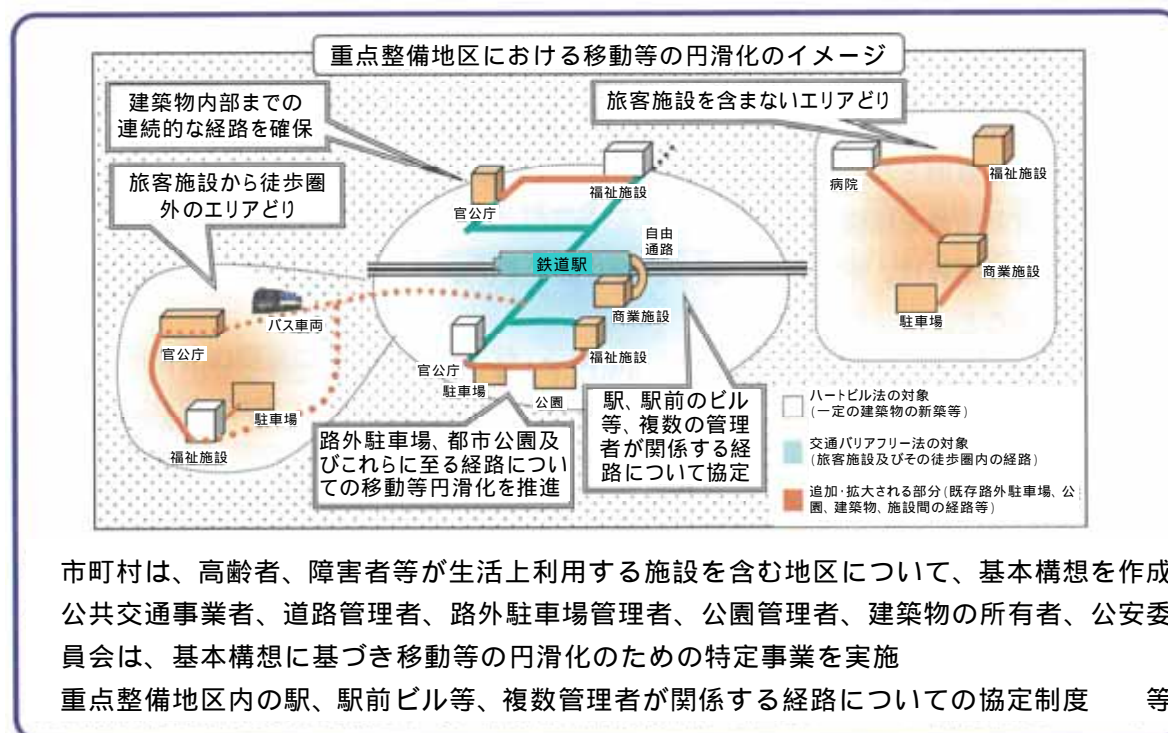 重点整備地区における移動等の円滑化のイメージ
建築物内部までの
連続的な経路を確保
旅客施設を含まないエリアどり
旅客施設から徒歩圏
外のエリアどり
官公庁
福祉施設
病院
福祉施設
自由
通路
鉄道駅
商業施設
商業施設
駐車場
バス車両
官公庁
駐車場
福祉施設
福祉施設
官公庁
駐車場
公園
路外駐車場、都市公園及
びこれらに至る経路につい
ての移動等円滑化を推進
駅、駅前のビル
等、複数の管理
者が関係する経
路について協定
ハートビル法の対象
(一定の建築物の新築等)
交通バリアフリー法の対象
(旅客施設及びその徒歩圏内の経路)
追加・拡大される部分(既存路外駐車場、公
園、建築物、施設間の経路等)
市町村は、高齢者、障害者等が生活上利用する施設を含む地区について、基本構想を作成
公共交通事業者、道路管理者、路外駐車場管理者、公園管理者、建築物の所有者、公安委
員会は、基本構想に基づき移動等の円滑化のための特定事業を実施
重点整備地区内の駅、駅前ビル等、複数管理者が関係する経路についての協定制度　　等